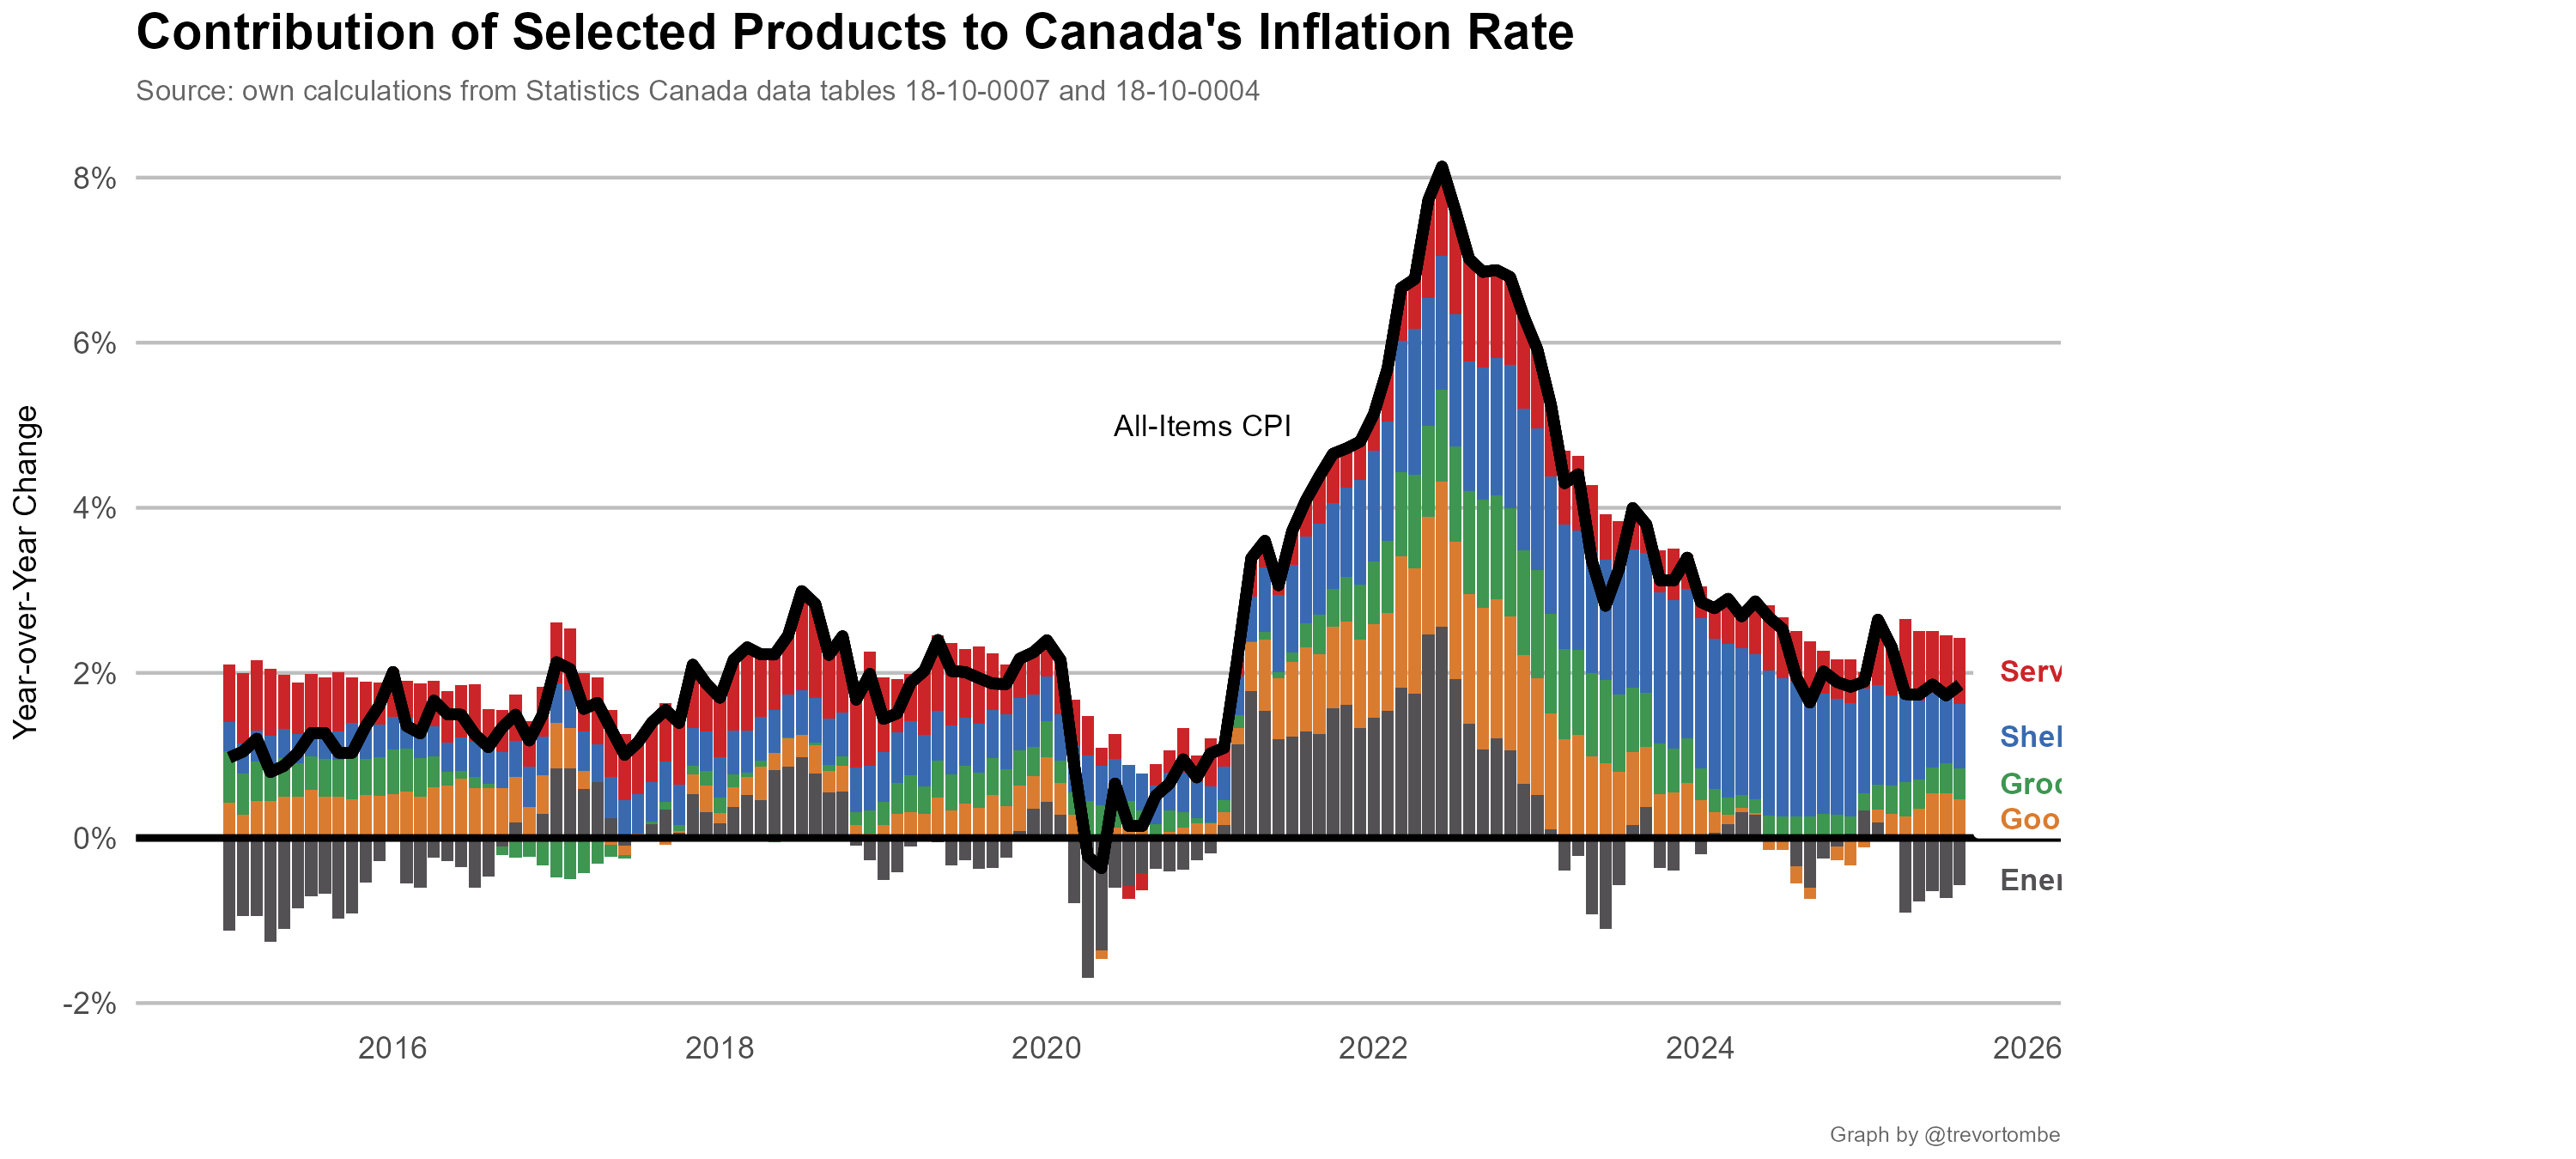 Contribution of Selected Products to Canada's Inflation Rate
Source: own calculations from Statistics Canada data tables 18-10-0007 and 18-10-0004
Year-over-Year Change
8%
6%
4%
2%
0%
-2%
All-Items CPI
Serv
Shel
Groc
Goo
Ener
2016
2018
2020
2022
2024
2026
Graph by @trevortombe